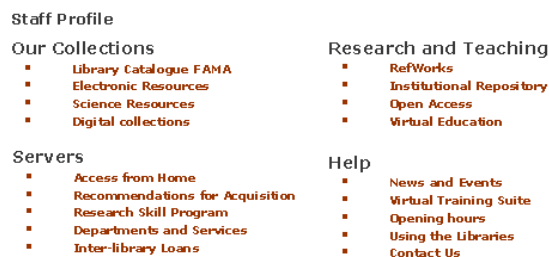 Staff Profile
Our Collections
Library Catalogue FAMA
Electronic Resources
Science Resources
Digital collections
Servers
Access from Home
Recommendations for Acquisition
Research Skill Program
Departments and Services
Inter-library Loans
Research and Teaching
RefWorks
Institutional Repository
Open Access
Virtual Education
Help
News and Events
Virtual Training Suite
Opening hours
Using the Libraries
Contact Us